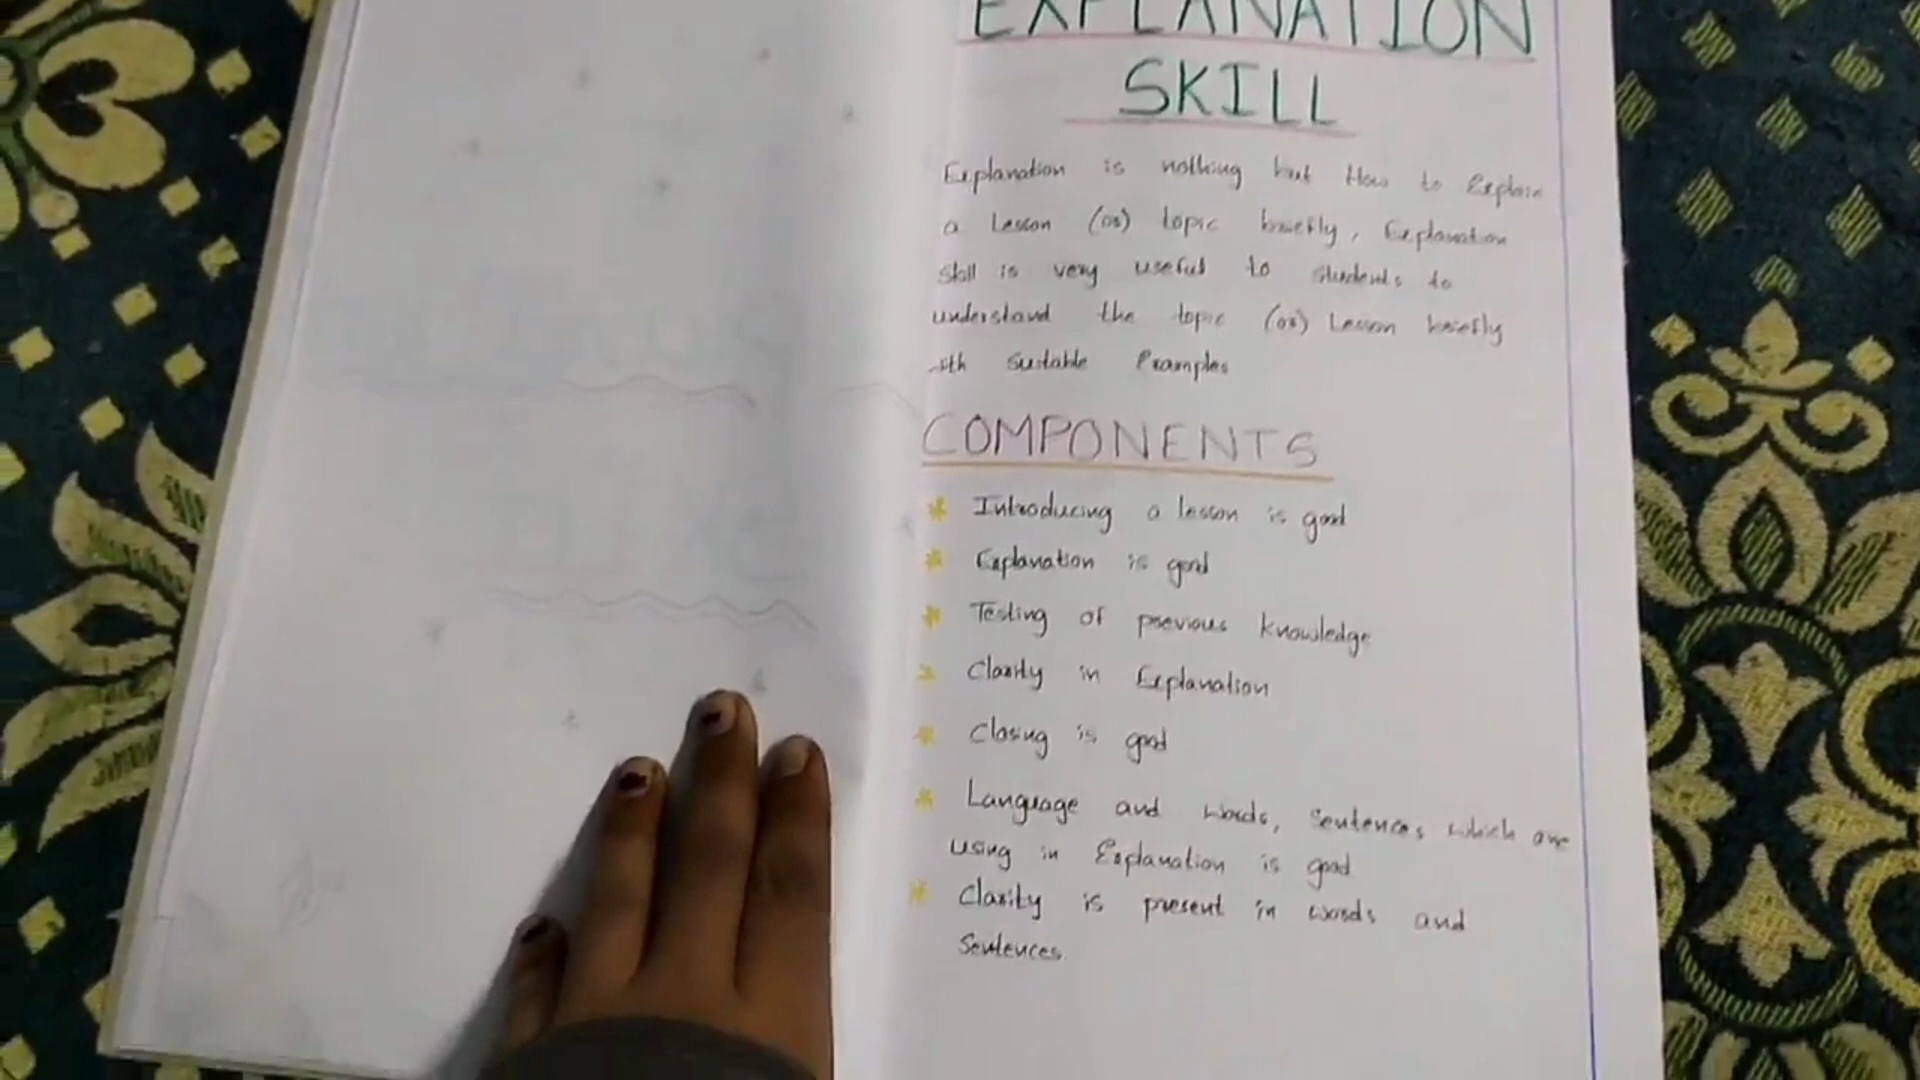 EXPLANATION
SKILL
Explanation is nothing but How to Explain
a Lesson (or) topic briefly, Explanation
Skill is very useful to students to
understand the topic (or) Lesson briefly
ith Suitable Examples
COMPONENTS
* Introducing a lesson is good
* Explanation is good
* Testing of previous knowledge
* Clarity in Explanation
* Closing is good
* Language and words, Sentences which are
using in Explanation is good
* Clarity is present in words and
Sentences